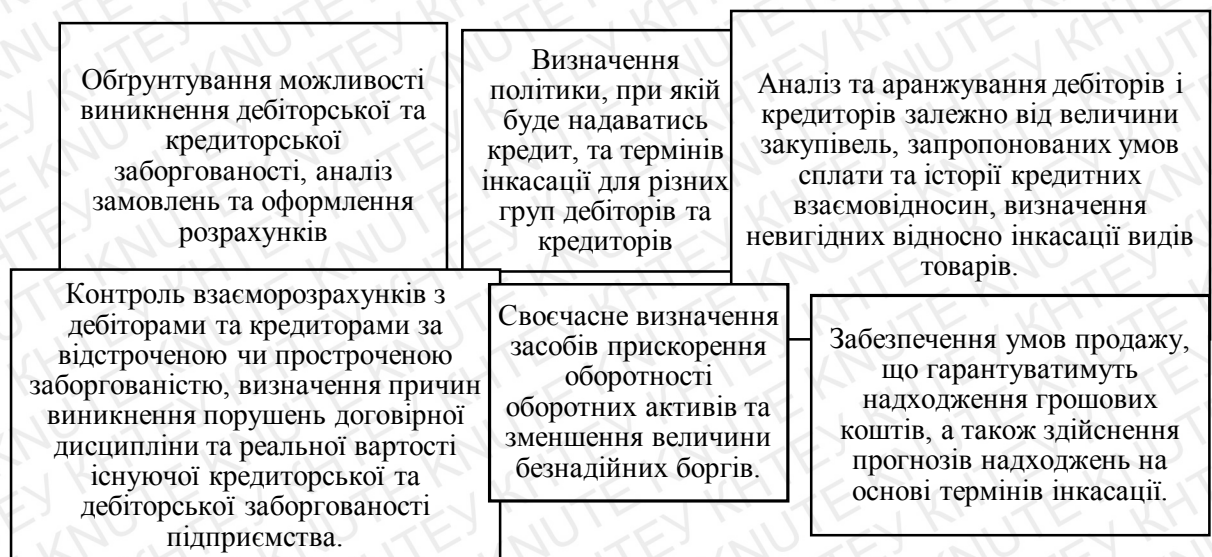 Обґрунтування можливості
виникнення дебіторської та
кредиторської
заборгованості, аналіз
замовлень та оформлення
розрахунків
Визначення
політики, при якій
буде надаватись
кредит, та термінів
інкасації для різних
груп дебіторів та
кредиторів
Аналіз та аранжування дебіторів і
кредиторів залежно від величини
закупівель, запропонованих умов
сплати та історії кредитних
взаємовідносин, визначення
невигідних відносно інкасації видів
товарів.
Контроль взаєморозрахунків з
дебіторами та кредиторами за
відстроченою чи простроченою
заборгованістю, визначення причин
виникнення порушень договірної
дисципліни та реальної вартості
існуючої кредиторської та
дебіторської заборгованості
підприємства.
Своєчасне визначення
засобів прискорення
оборотності
оборотних активів та
зменшення величини
безнадійних боргів.
Забезпечення умов продажу,
що гарантуватимуть
надходження грошових
коштів, а також здійснення
прогнозів надходжень на
основі термінів інкасації.